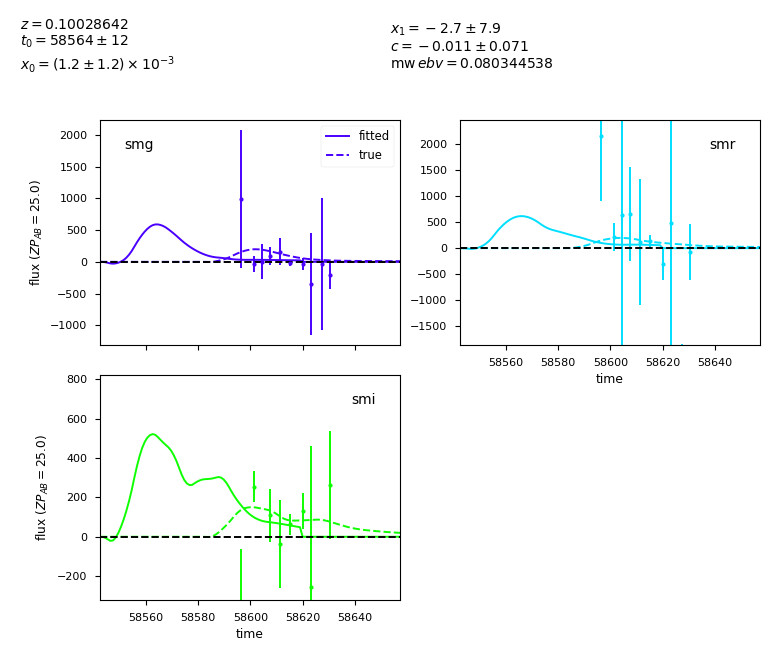 z = 0.10028642
t₀ = 58564 ± 12
x₀ = (1.2 ± 1.2) × 10⁻³
x₁ = −2.7 ± 7.9
c = −0.011 ± 0.071
mw ebv = 0.080344538
smg
fitted
true
flux (ZP_AB = 25.0)
2000
1500
1000
500
0
−500
−1000
smr
2000
1500
1000
500
0
−500
−1000
−1500
58560 58580 58600 58620 58640
time
smi
flux (ZP_AB = 25.0)
800
600
400
200
0
−200
58560 58580 58600 58620 58640
time